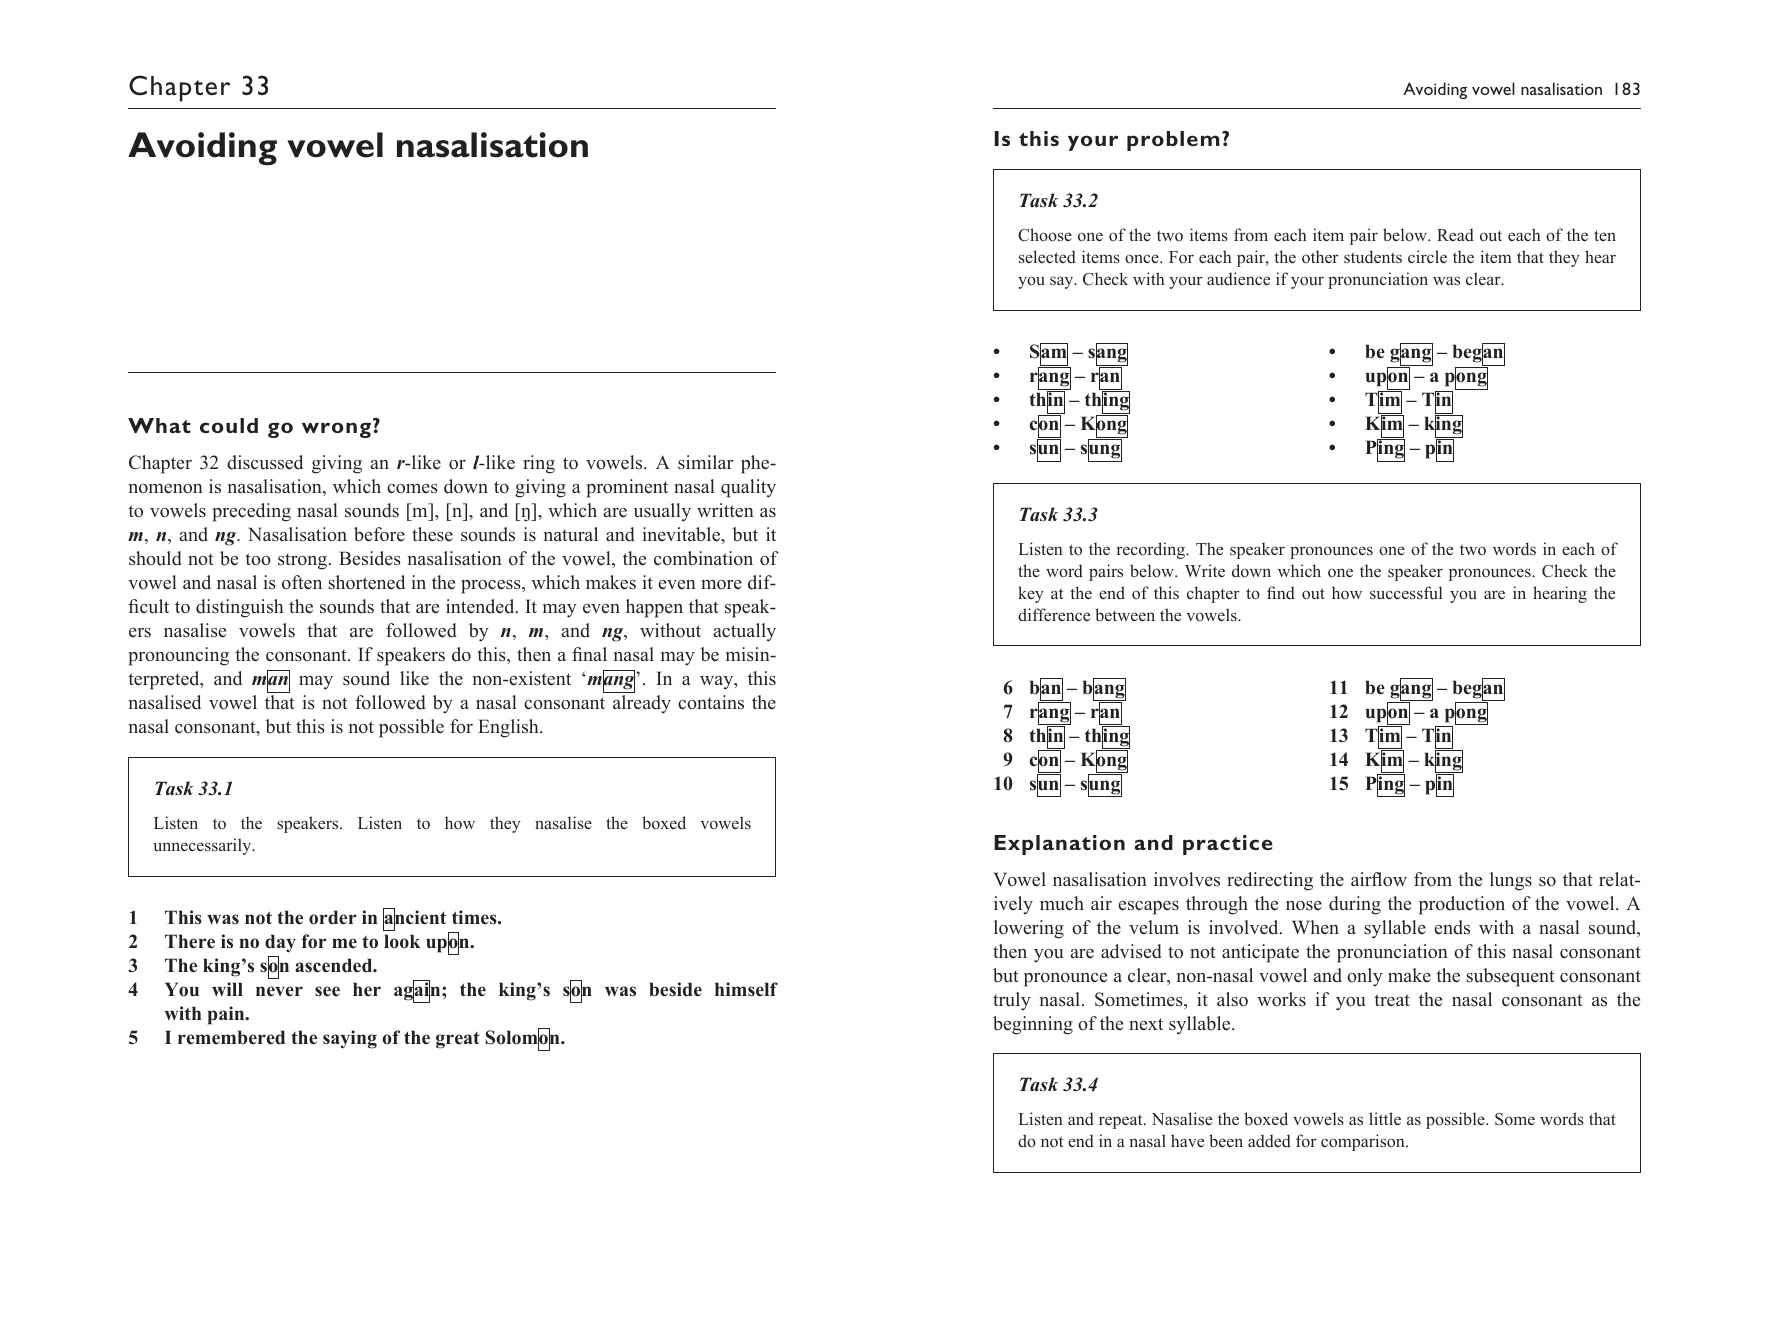 Chapter 33
Avoiding vowel nasalisation
What could go wrong?
Chapter 32 discussed giving an r-like or l-like ring to vowels. A similar phe-
nomenon is nasalisation, which comes down to giving a prominent nasal quality
to vowels preceding nasal sounds [m], [n], and [ŋ], which are usually written as
m, n, and ng. Nasalisation before these sounds is natural and inevitable, but it
should not be too strong. Besides nasalisation of the vowel, the combination of
vowel and nasal is often shortened in the process, which makes it even more dif-
ficult to distinguish the sounds that are intended. It may even happen that speak-
ers nasalise vowels that are followed by n, m, and ng, without actually
pronouncing the consonant. If speakers do this, then a final nasal may be misin-
terpreted, and man may sound like the non-existent ‘mang’. In a way, this
nasalised vowel that is not followed by a nasal consonant already contains the
nasal consonant, but this is not possible for English.
Task 33.1
Listen to the speakers. Listen to how they nasalise the boxed vowels
unnecessarily.
1 This was not the order in ancient times.
2 There is no day for me to look upon.
3 The king’s son ascended.
4 You will never see her again; the king’s son was beside himself
with pain.
5 I remembered the saying of the great Solomon.
Avoiding vowel nasalisation 183
Is this your problem?
Task 33.2
Choose one of the two items from each item pair below. Read out each of the ten
selected items once. For each pair, the other students circle the item that they hear
you say. Check with your audience if your pronunciation was clear.
• Sam – sang
• rang – ran
• thin – thing
• con – Kong
• sun – sung
• be gang – began
• upon – a pong
• Tim – Tin
• Kim – king
• Ping – pin
Task 33.3
Listen to the recording. The speaker pronounces one of the two words in each of
the word pairs below. Write down which one the speaker pronounces. Check the
key at the end of this chapter to find out how successful you are in hearing the
difference between the vowels.
6 ban – bang
7 rang – ran
8 thin – thing
9 con – Kong
10 sun – sung
11 be gang – began
12 upon – a pong
13 Tim – Tin
14 Kim – king
15 Ping – pin
Explanation and practice
Vowel nasalisation involves redirecting the airflow from the lungs so that relat-
ively much air escapes through the nose during the production of the vowel. A
lowering of the velum is involved. When a syllable ends with a nasal sound,
then you are advised to not anticipate the pronunciation of this nasal consonant
but pronounce a clear, non-nasal vowel and only make the subsequent consonant
truly nasal. Sometimes, it also works if you treat the nasal consonant as the
beginning of the next syllable.
Task 33.4
Listen and repeat. Nasalise the boxed vowels as little as possible. Some words that
do not end in a nasal have been added for comparison.